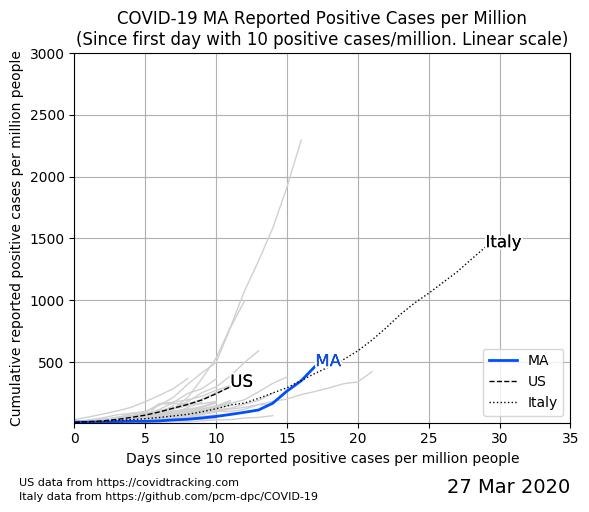 COVID-19 MA Reported Positive Cases per Million
(Since first day with 10 positive cases/million. Linear scale)
Cumulative reported positive cases per million people
3000
2500
2000
1500
1000
500
Italy
MA
US
MA
US
Italy
0 5 10 15 20 25 30 35
Days since 10 reported positive cases per million people
US data from https://covidtracking.com
Italy data from https://github.com/pcm-dpc/COVID-19
27 Mar 2020